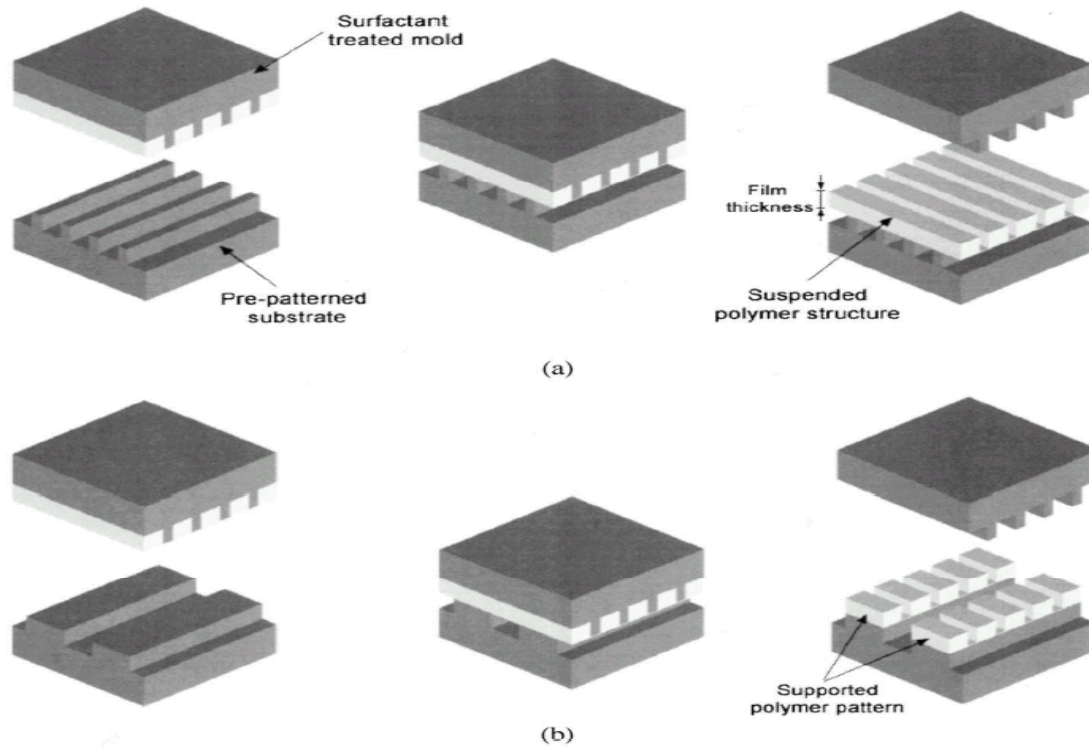 Surfactant
treated mold
Film
thickness
Pre-patterned
substrate
Suspended
polymer structure
(a)
Supported
polymer pattern
(b)